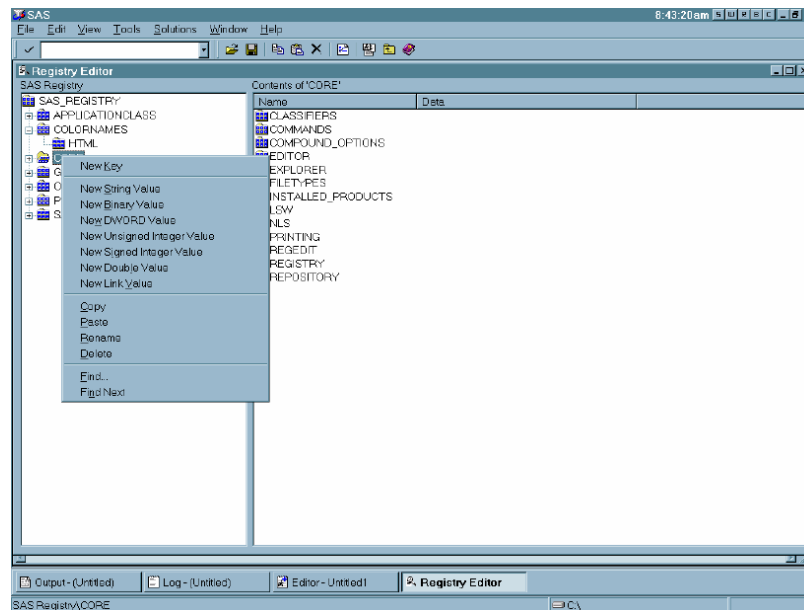 SAS 8:43:20am
File Edit View Tools Solutions Window Help
Registry Editor
SAS Registry Contents of 'CORE'
SAS_REGISTRY Name Data
APPLICATIONCLASS CLASSIFIERS
COLORNAMES COMMANDS
HTML COMPOUND_OPTIONS
EDITOR
New Key EXPLORER
FILETYPES
New String Value INSTALLED_PRODUCTS
New Binary Value LSW
New DWORD Value NLS
New Unsigned Integer Value PRINTING
New Signed Integer Value REGEDIT
New Double Value REGISTRY
New Link Value REPOSITORY
Copy
Paste
Rename
Delete
Find...
Find Next
Output - (Untitled) Log - (Untitled) Editor - Untitled1 Registry Editor
SAS Registry\CORE C:\